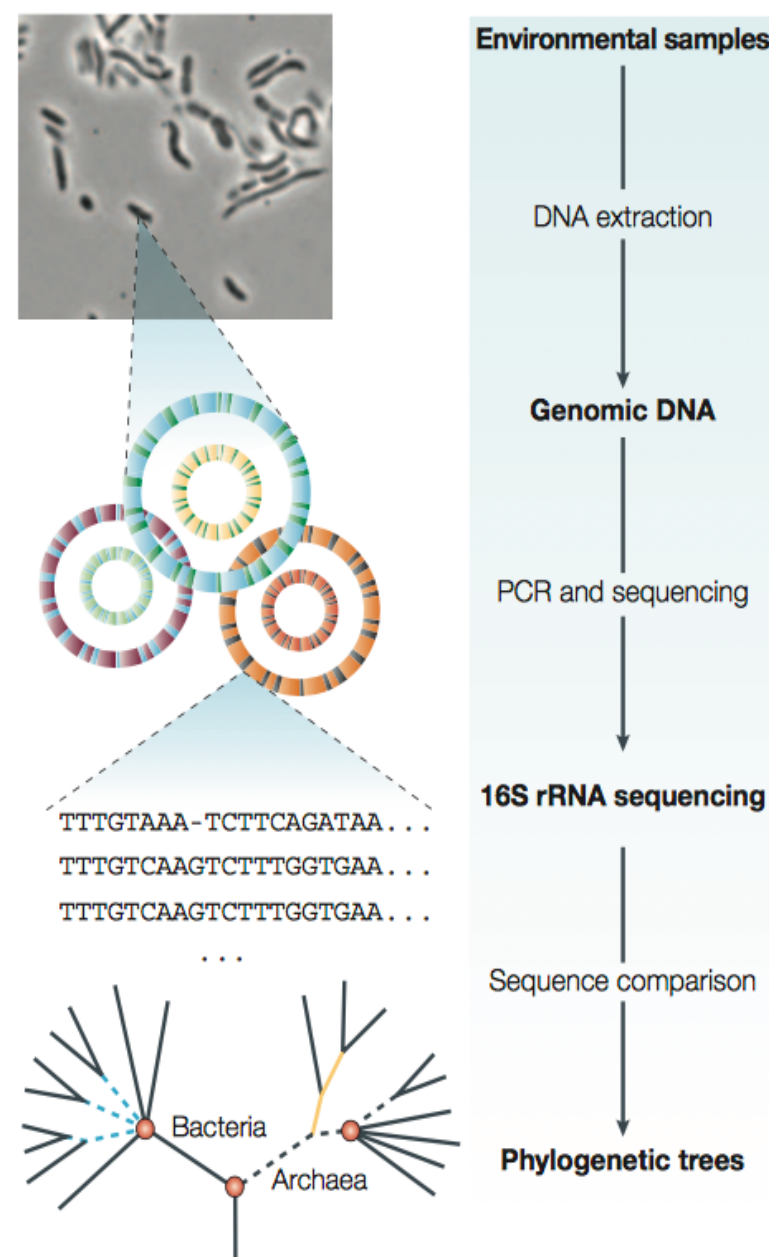 Environmental samples
DNA extraction
Genomic DNA
PCR and sequencing
16S rRNA sequencing
TTTGTAAA-TCTTCAGATAA...
TTTGTCAAGTCTTTGGTGAA...
TTTGTCAAGTCTTTGGTGAA...
...
Sequence comparison
Bacteria
Archaea
Phylogenetic trees